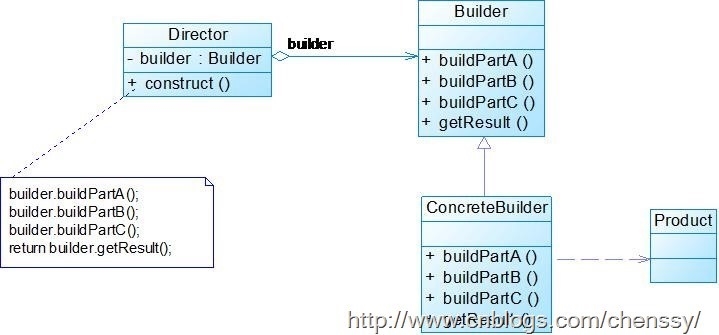 Builder
+ buildPartA ()
+ buildPartB ()
+ buildPartC ()
+ getResult ()
Director
- builder : Builder
+ construct ()
builder
builder.buildPartA();
builder.buildPartB();
builder.buildPartC();
return builder.getResult();
ConcreteBuilder
+ buildPartA ()
+ buildPartB ()
+ buildPartC ()
+ getResult ()
Product
http://www.cnblogs.com/chenssy/